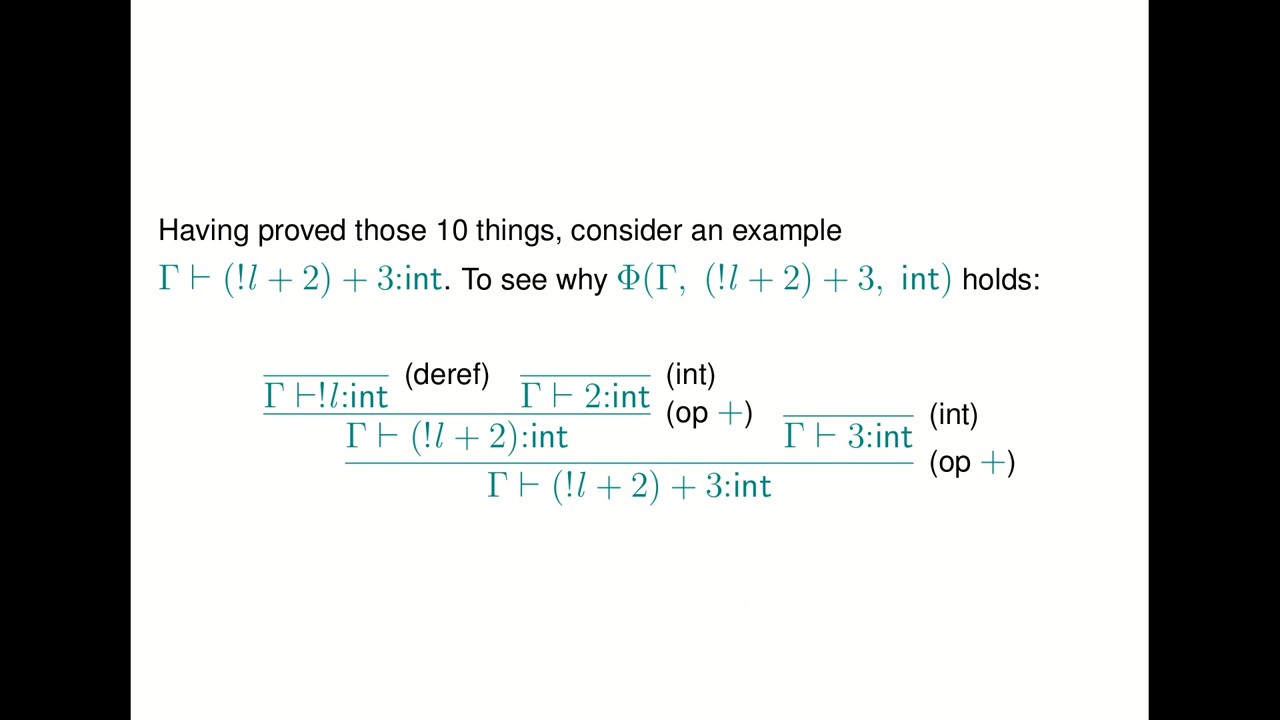 Having proved those 10 things, consider an example
Γ ⊢ (!l + 2) + 3:int. To see why Φ(Γ, (!l + 2) + 3, int) holds:
(deref) (int)
Γ ⊢!l:int Γ ⊢ 2:int
(op +) (int)
Γ ⊢ (!l + 2):int Γ ⊢ 3:int
(op +)
Γ ⊢ (!l + 2) + 3:int